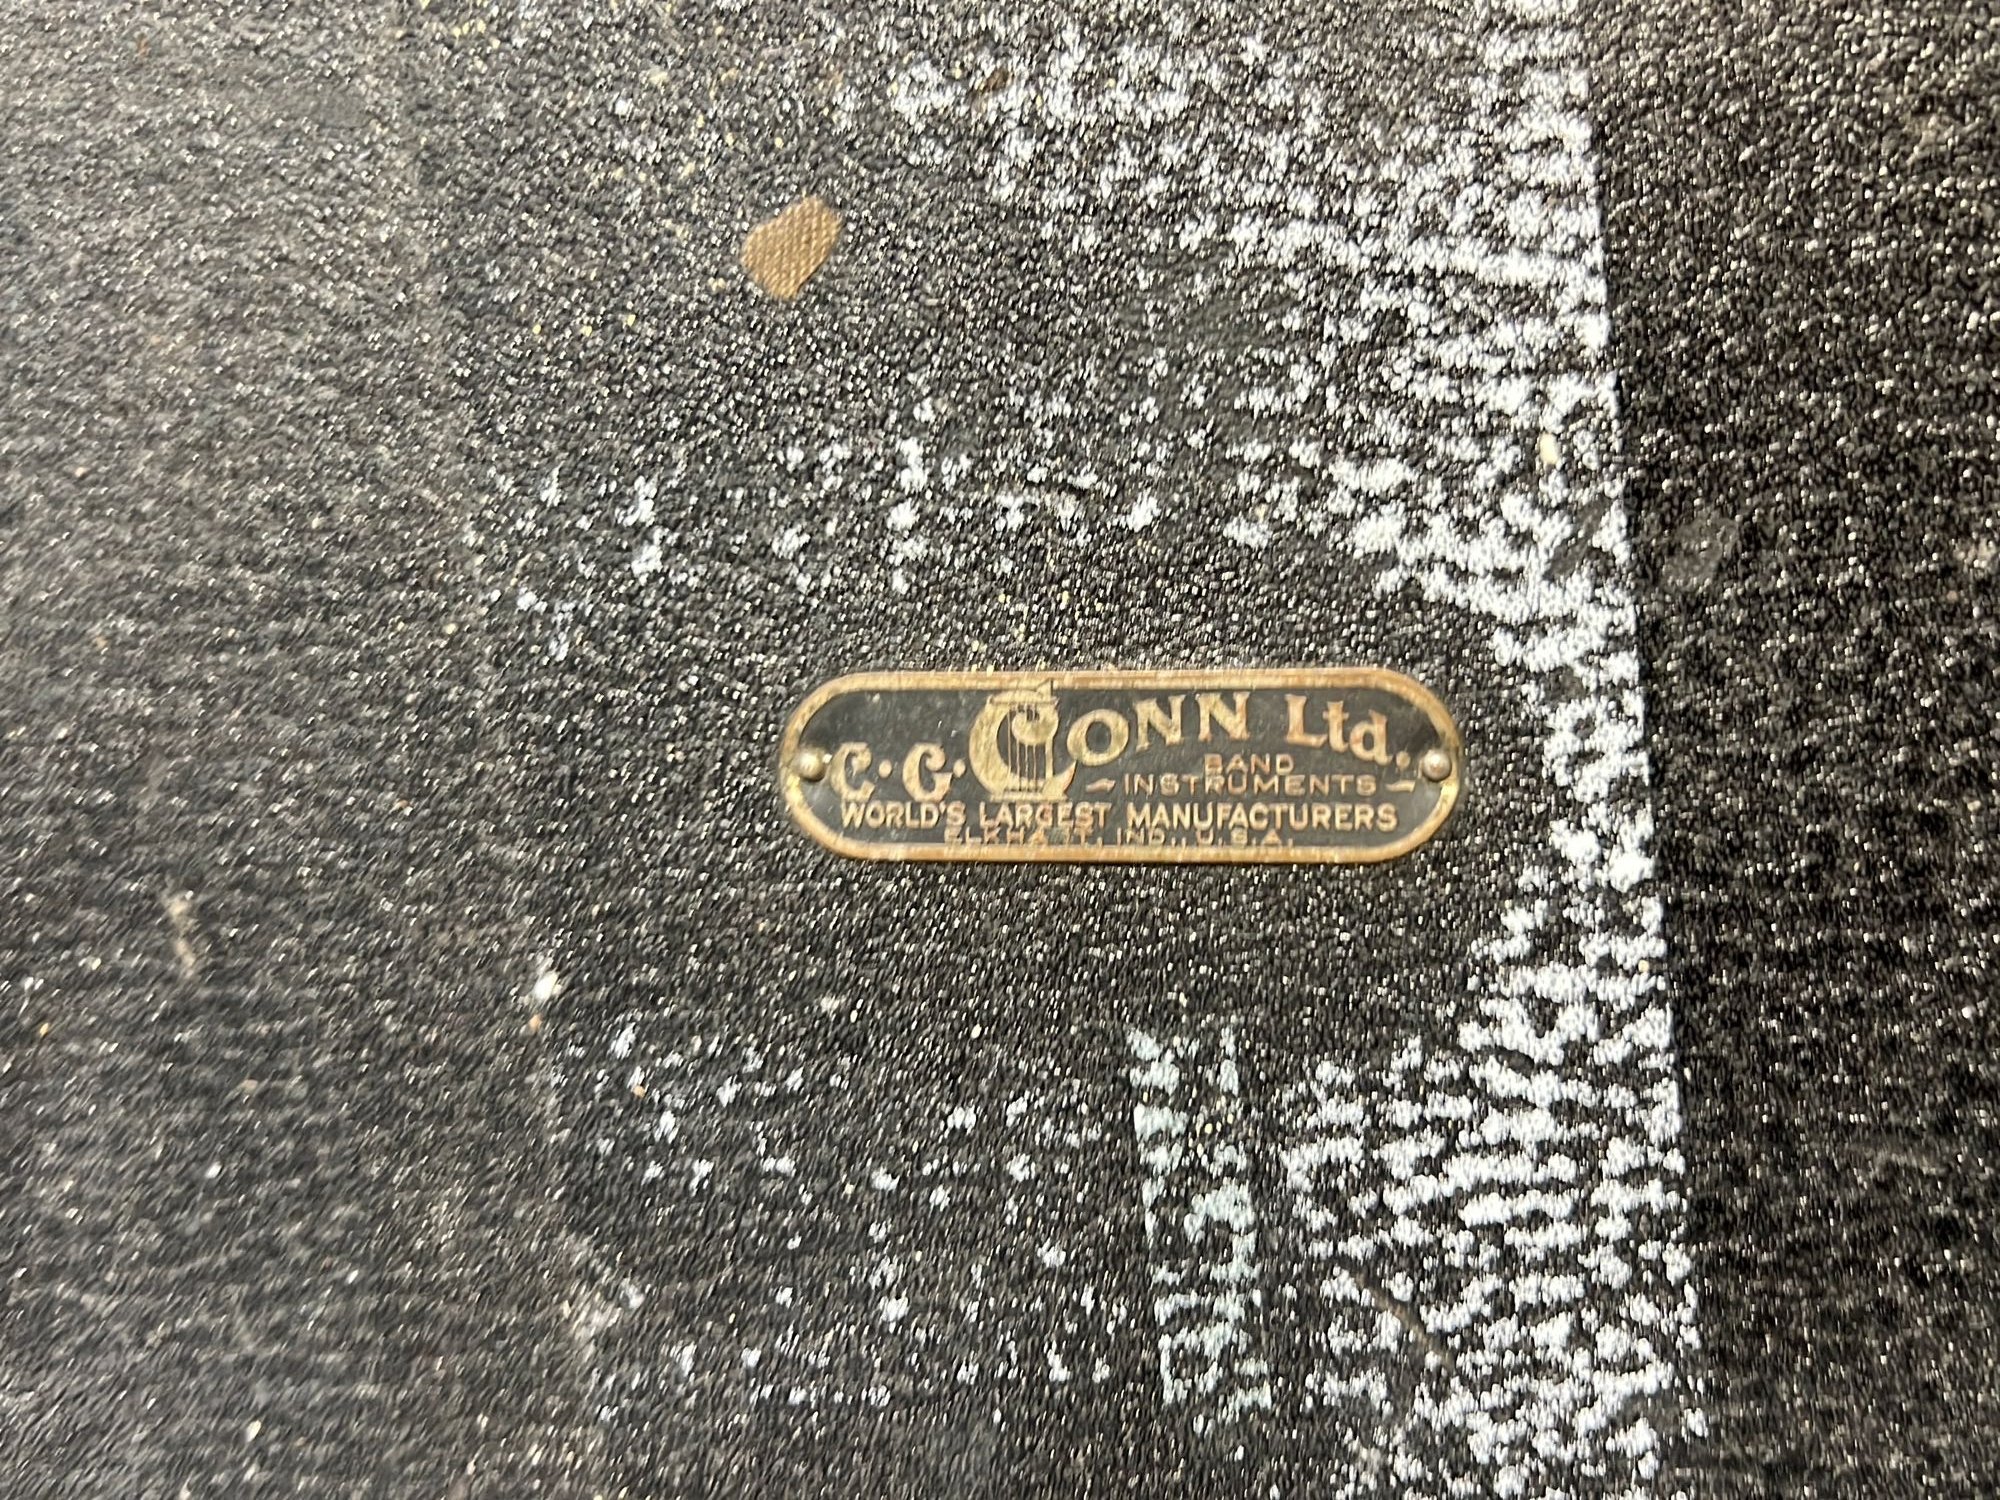 C.G. CONN Ltd.
BAND
INSTRUMENTS
WORLD'S LARGEST MANUFACTURERS
ELKHART, IND., U.S.A.